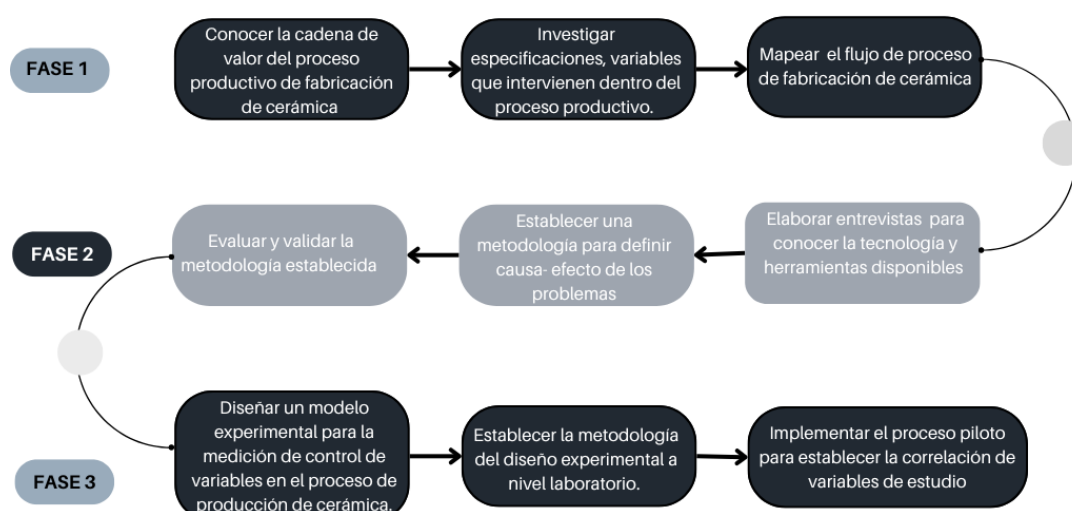 FASE 1
Conocer la cadena de
valor del proceso
productivo de fabricación
de cerámica
Investigar
especificaciones, variables
que intervienen dentro del
proceso productivo.
Mapear el flujo de proceso
de fabricación de cerámica
FASE 2
Elaborar entrevistas para
conocer la tecnología y
herramientas disponibles
Establecer una
metodología para definir
causa- efecto de los
problemas
Evaluar y validar la
metodología establecida
FASE 3
Diseñar un modelo
experimental para la
medición de control de
variables en el proceso de
producción de cerámica.
Establecer la metodología
del diseño experimental a
nivel laboratorio.
Implementar el proceso piloto
para establecer la correlación de
variables de estudio